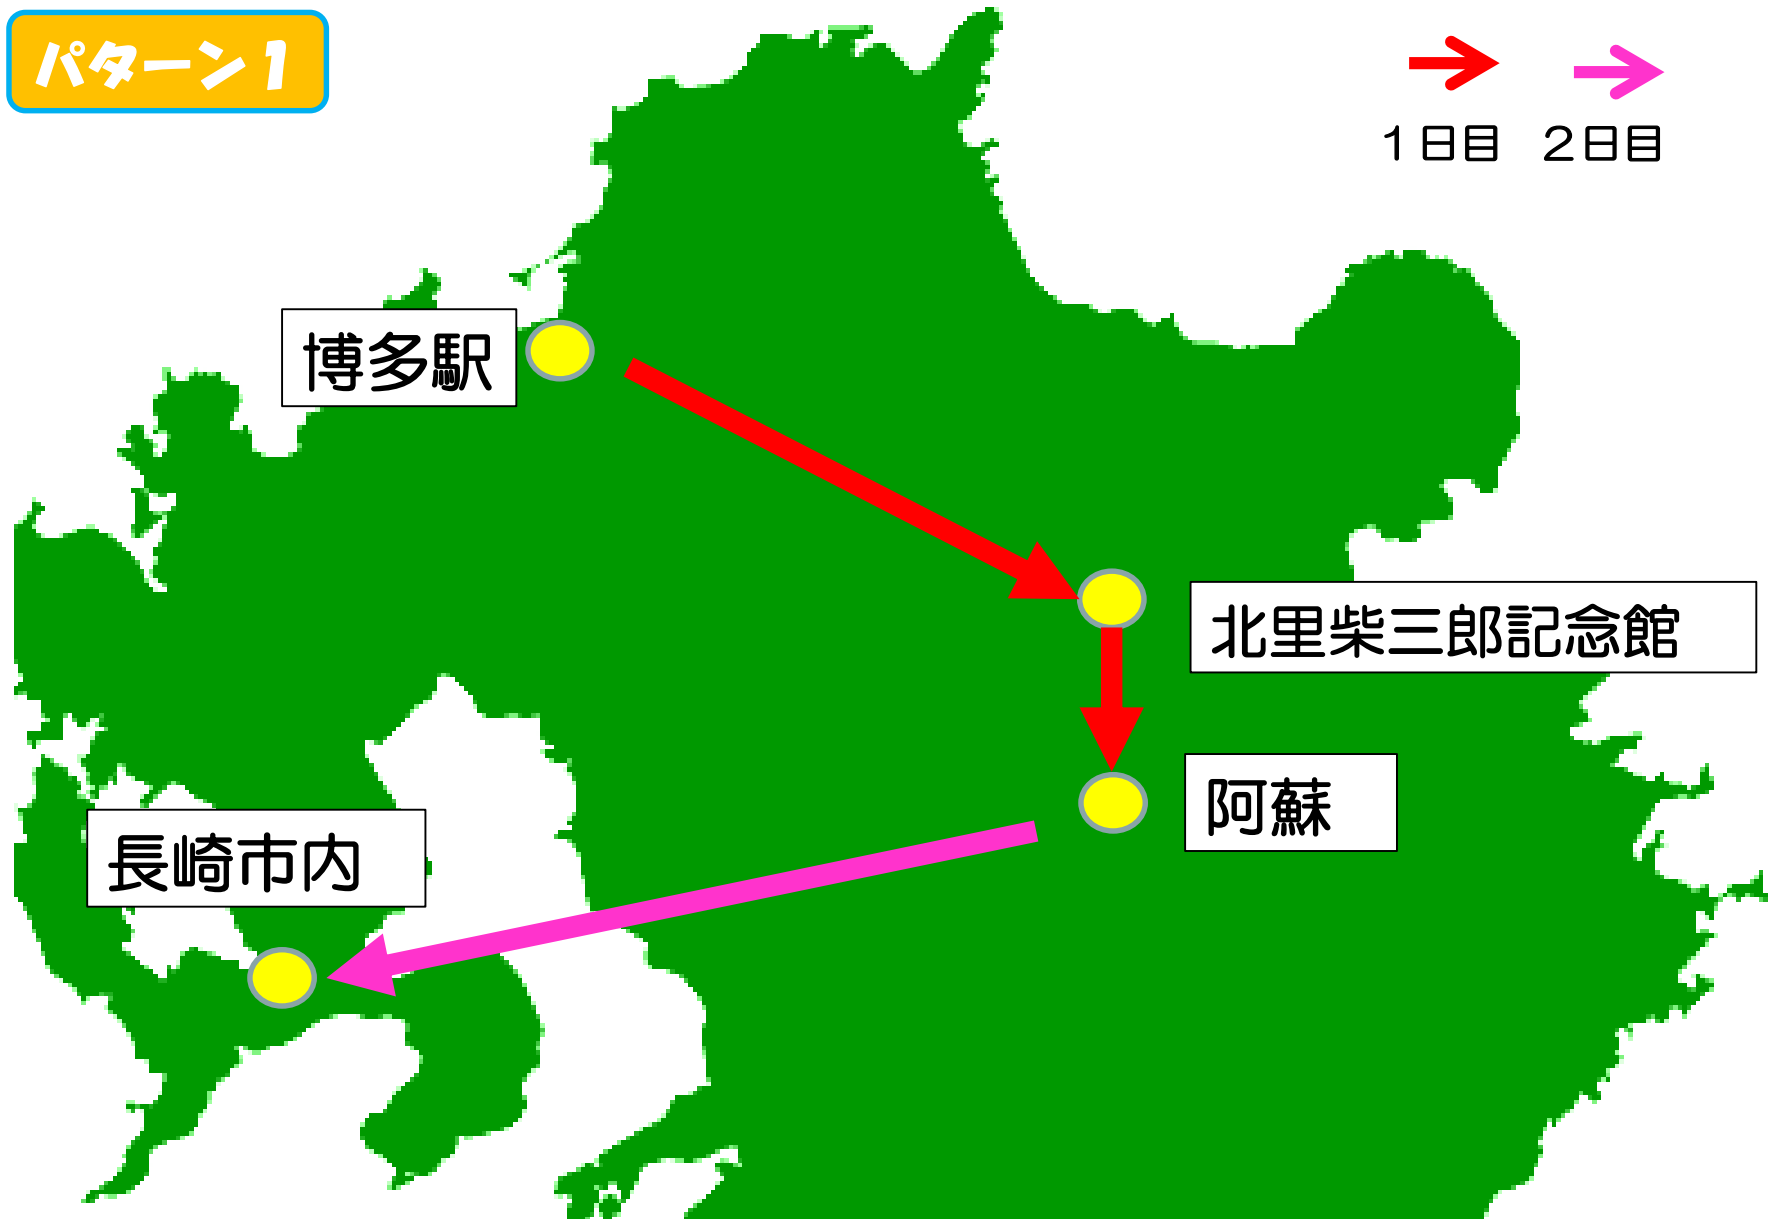 パターン１
１日目　２日目
博多駅
北里柴三郎記念館
阿蘇
長崎市内